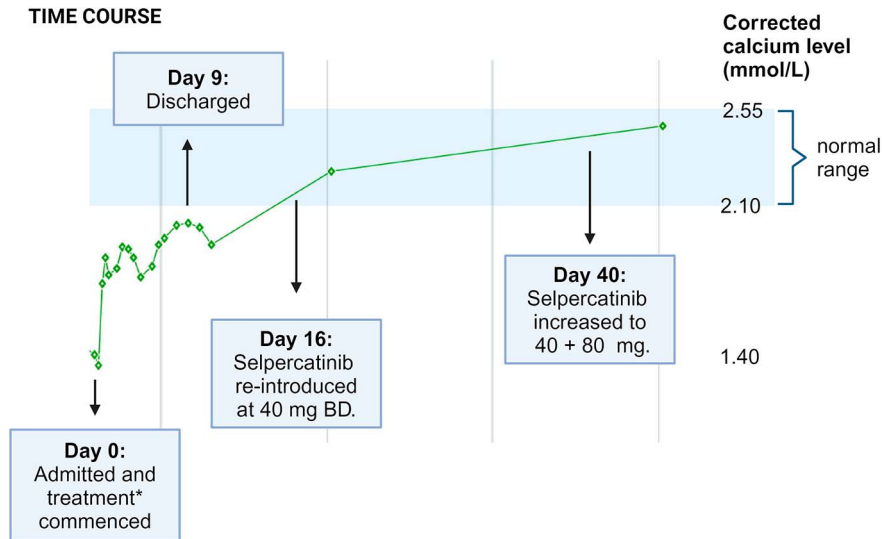 TIME COURSE
Corrected
calcium level
(mmol/L)
Day 9:
Discharged
2.55
normal
range
2.10
Day 40:
Selpercatinib
increased to
40 + 80 mg.
Day 16:
Selpercatinib
re-introduced
at 40 mg BD.
1.40
Day 0:
Admitted and
treatment*
commenced